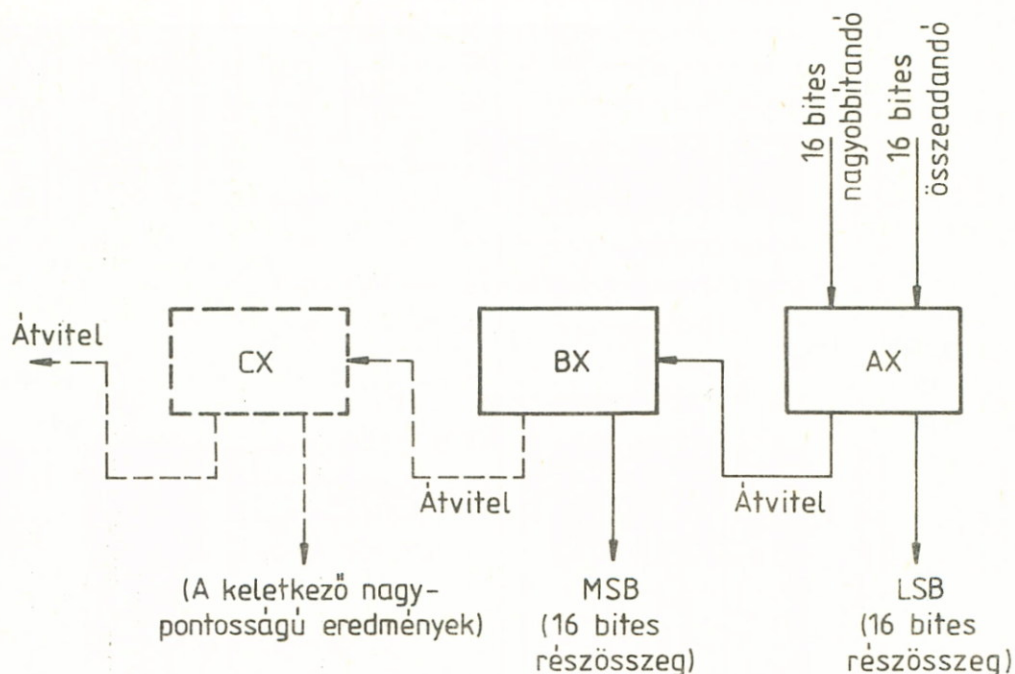 16 bites
nagyobbítandó
16 bites
összeadandó
Átvitel
CX
BX
AX
Átvitel
Átvitel
(A keletkező nagy-
pontosságú eredmények)
MSB
(16 bites
részösszeg)
LSB
(16 bites
részösszeg)